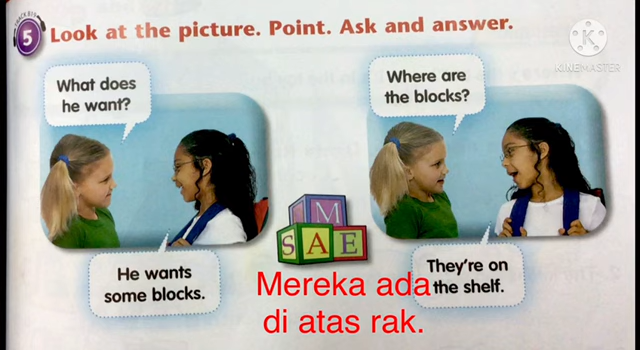 5 Look at the picture. Point. Ask and answer.
KINEMASTER
What does
he want?
Where are
the blocks?
He wants
some blocks.
M
S A E
They're on
the shelf.
Mereka ada
di atas rak.